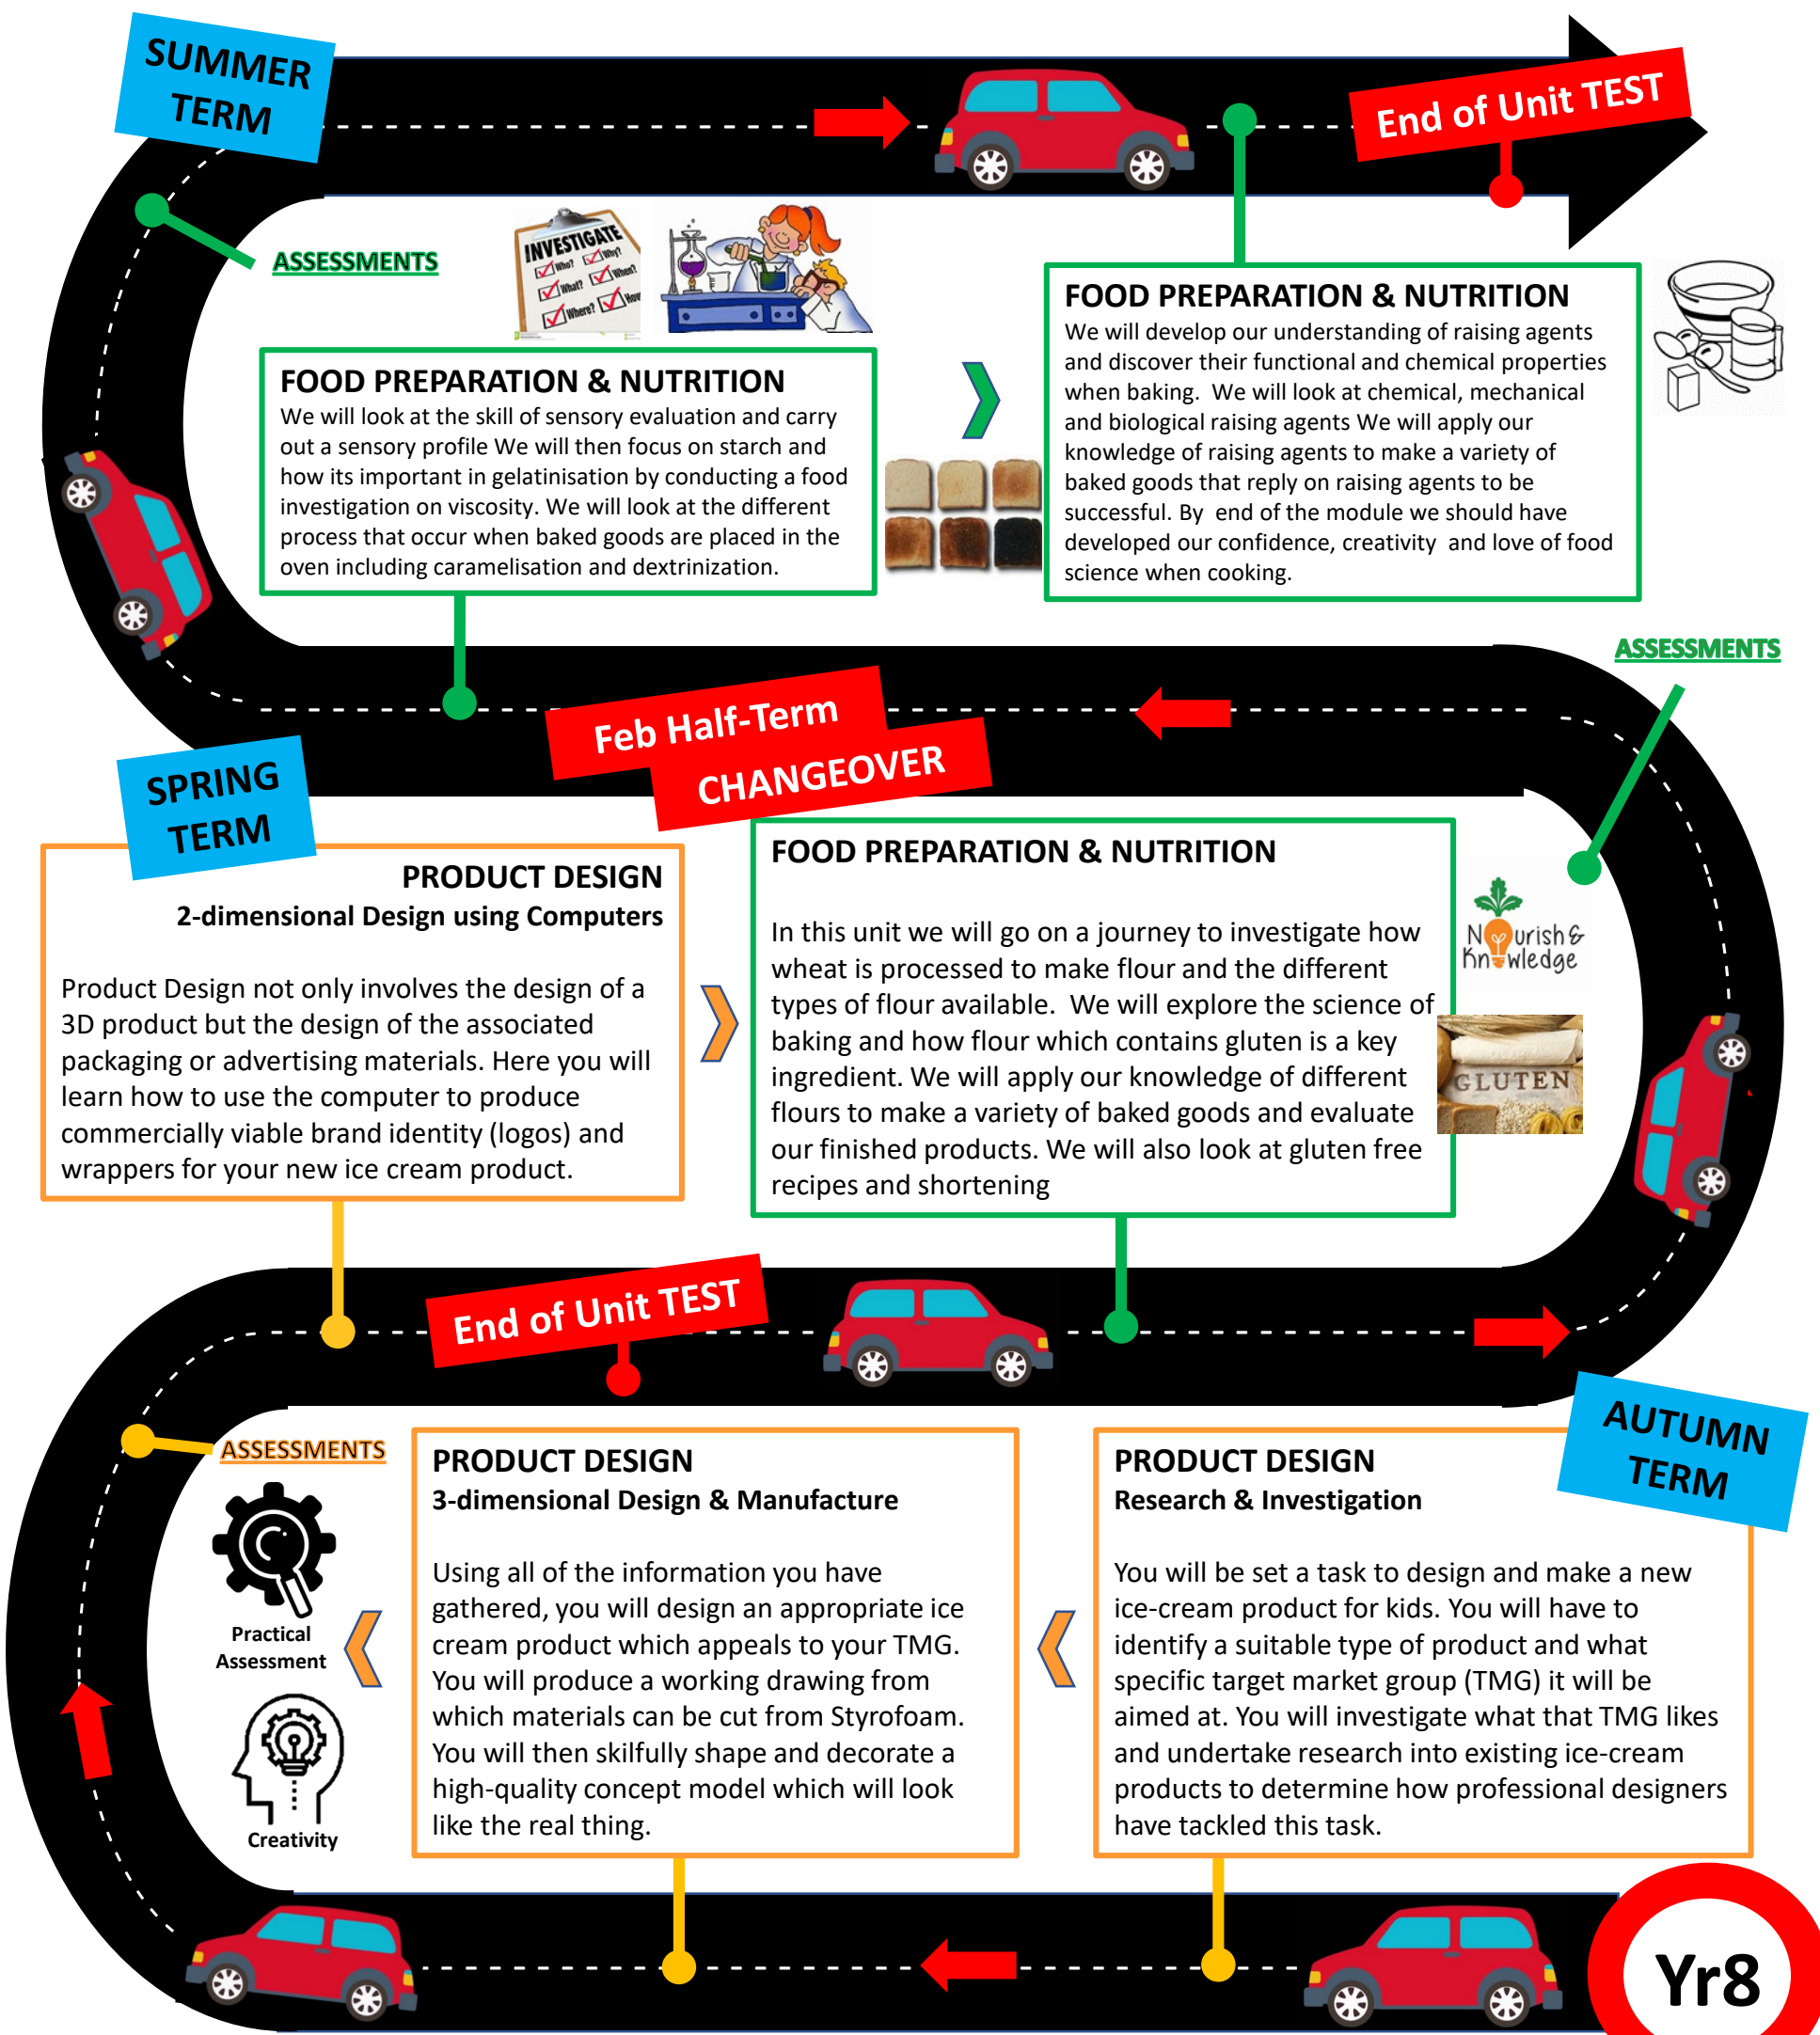 SUMMER
TERM
End of Unit TEST
ASSESSMENTS
INVESTIGATE
Who? Why?
What? When?
Where? How
FOOD PREPARATION & NUTRITION
We will look at the skill of sensory evaluation and carry
out a sensory profile We will then focus on starch and
how its important in gelatinisation by conducting a food
investigation on viscosity. We will look at the different
process that occur when baked goods are placed in the
oven including caramelisation and dextrinization.
FOOD PREPARATION & NUTRITION
We will develop our understanding of raising agents
and discover their functional and chemical properties
when baking.  We will look at chemical, mechanical
and biological raising agents We will apply our
knowledge of raising agents to make a variety of
baked goods that reply on raising agents to be
successful. By  end of the module we should have
developed our confidence, creativity  and love of food
science when cooking.
ASSESSMENTS
Feb Half-Term
CHANGEOVER
SPRING
TERM
PRODUCT DESIGN
2-dimensional Design using Computers
Product Design not only involves the design of a
3D product but the design of the associated
packaging or advertising materials. Here you will
learn how to use the computer to produce
commercially viable brand identity (logos) and
wrappers for your new ice cream product.
FOOD PREPARATION & NUTRITION
In this unit we will go on a journey to investigate how
wheat is processed to make flour and the different
types of flour available.  We will explore the science of
baking and how flour which contains gluten is a key
ingredient. We will apply our knowledge of different
flours to make a variety of baked goods and evaluate
our finished products. We will also look at gluten free
recipes and shortening
Nourish &
Knowledge
GLUTEN
End of Unit TEST
AUTUMN
TERM
ASSESSMENTS
Practical
Assessment
Creativity
PRODUCT DESIGN
3-dimensional Design & Manufacture
Using all of the information you have
gathered, you will design an appropriate ice
cream product which appeals to your TMG.
You will produce a working drawing from
which materials can be cut from Styrofoam.
You will then skilfully shape and decorate a
high-quality concept model which will look
like the real thing.
PRODUCT DESIGN
Research & Investigation
You will be set a task to design and make a new
ice-cream product for kids. You will have to
identify a suitable type of product and what
specific target market group (TMG) it will be
aimed at. You will investigate what that TMG likes
and undertake research into existing ice-cream
products to determine how professional designers
have tackled this task.
Yr8